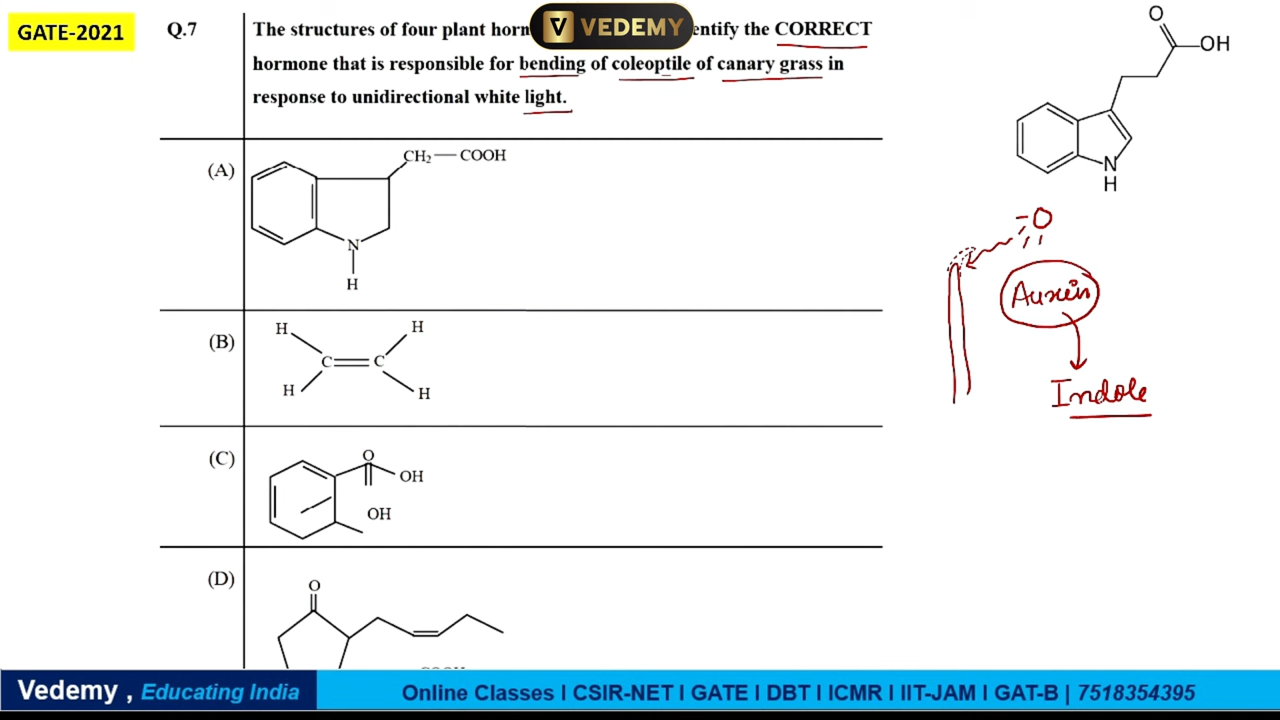 GATE-2021
Q.7
The structures of four plant horn
VEDEMY
entify the CORRECT
hormone that is responsible for bending of coleoptile of canary grass in
response to unidirectional white light.
(A)
CH₂ — COOH
N
H
(B)
H H
C C
H H
(C)
O
OH
OH
(D)
O
O
OH
N
H
Auxin
Indole
Vedemy , Educating India
Online Classes I CSIR-NET I GATE I DBT I ICMR I IIT-JAM I GAT-B | 7518354395